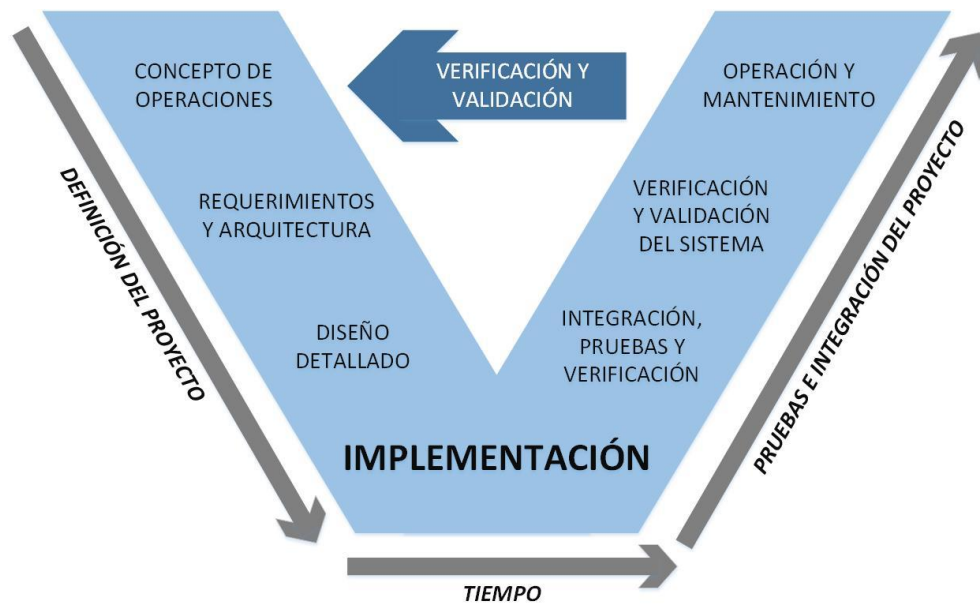 CONCEPTO DE
OPERACIONES
VERIFICACIÓN Y
VALIDACIÓN
OPERACIÓN Y
MANTENIMIENTO
DEFINICIÓN DEL PROYECTO
REQUERIMIENTOS
Y ARQUITECTURA
VERIFICACIÓN
Y VALIDACIÓN
DEL SISTEMA
PRUEBAS E INTEGRACIÓN DEL PROYECTO
DISEÑO
DETALLADO
INTEGRACIÓN,
PRUEBAS Y
VERIFICACIÓN
IMPLEMENTACIÓN
TIEMPO